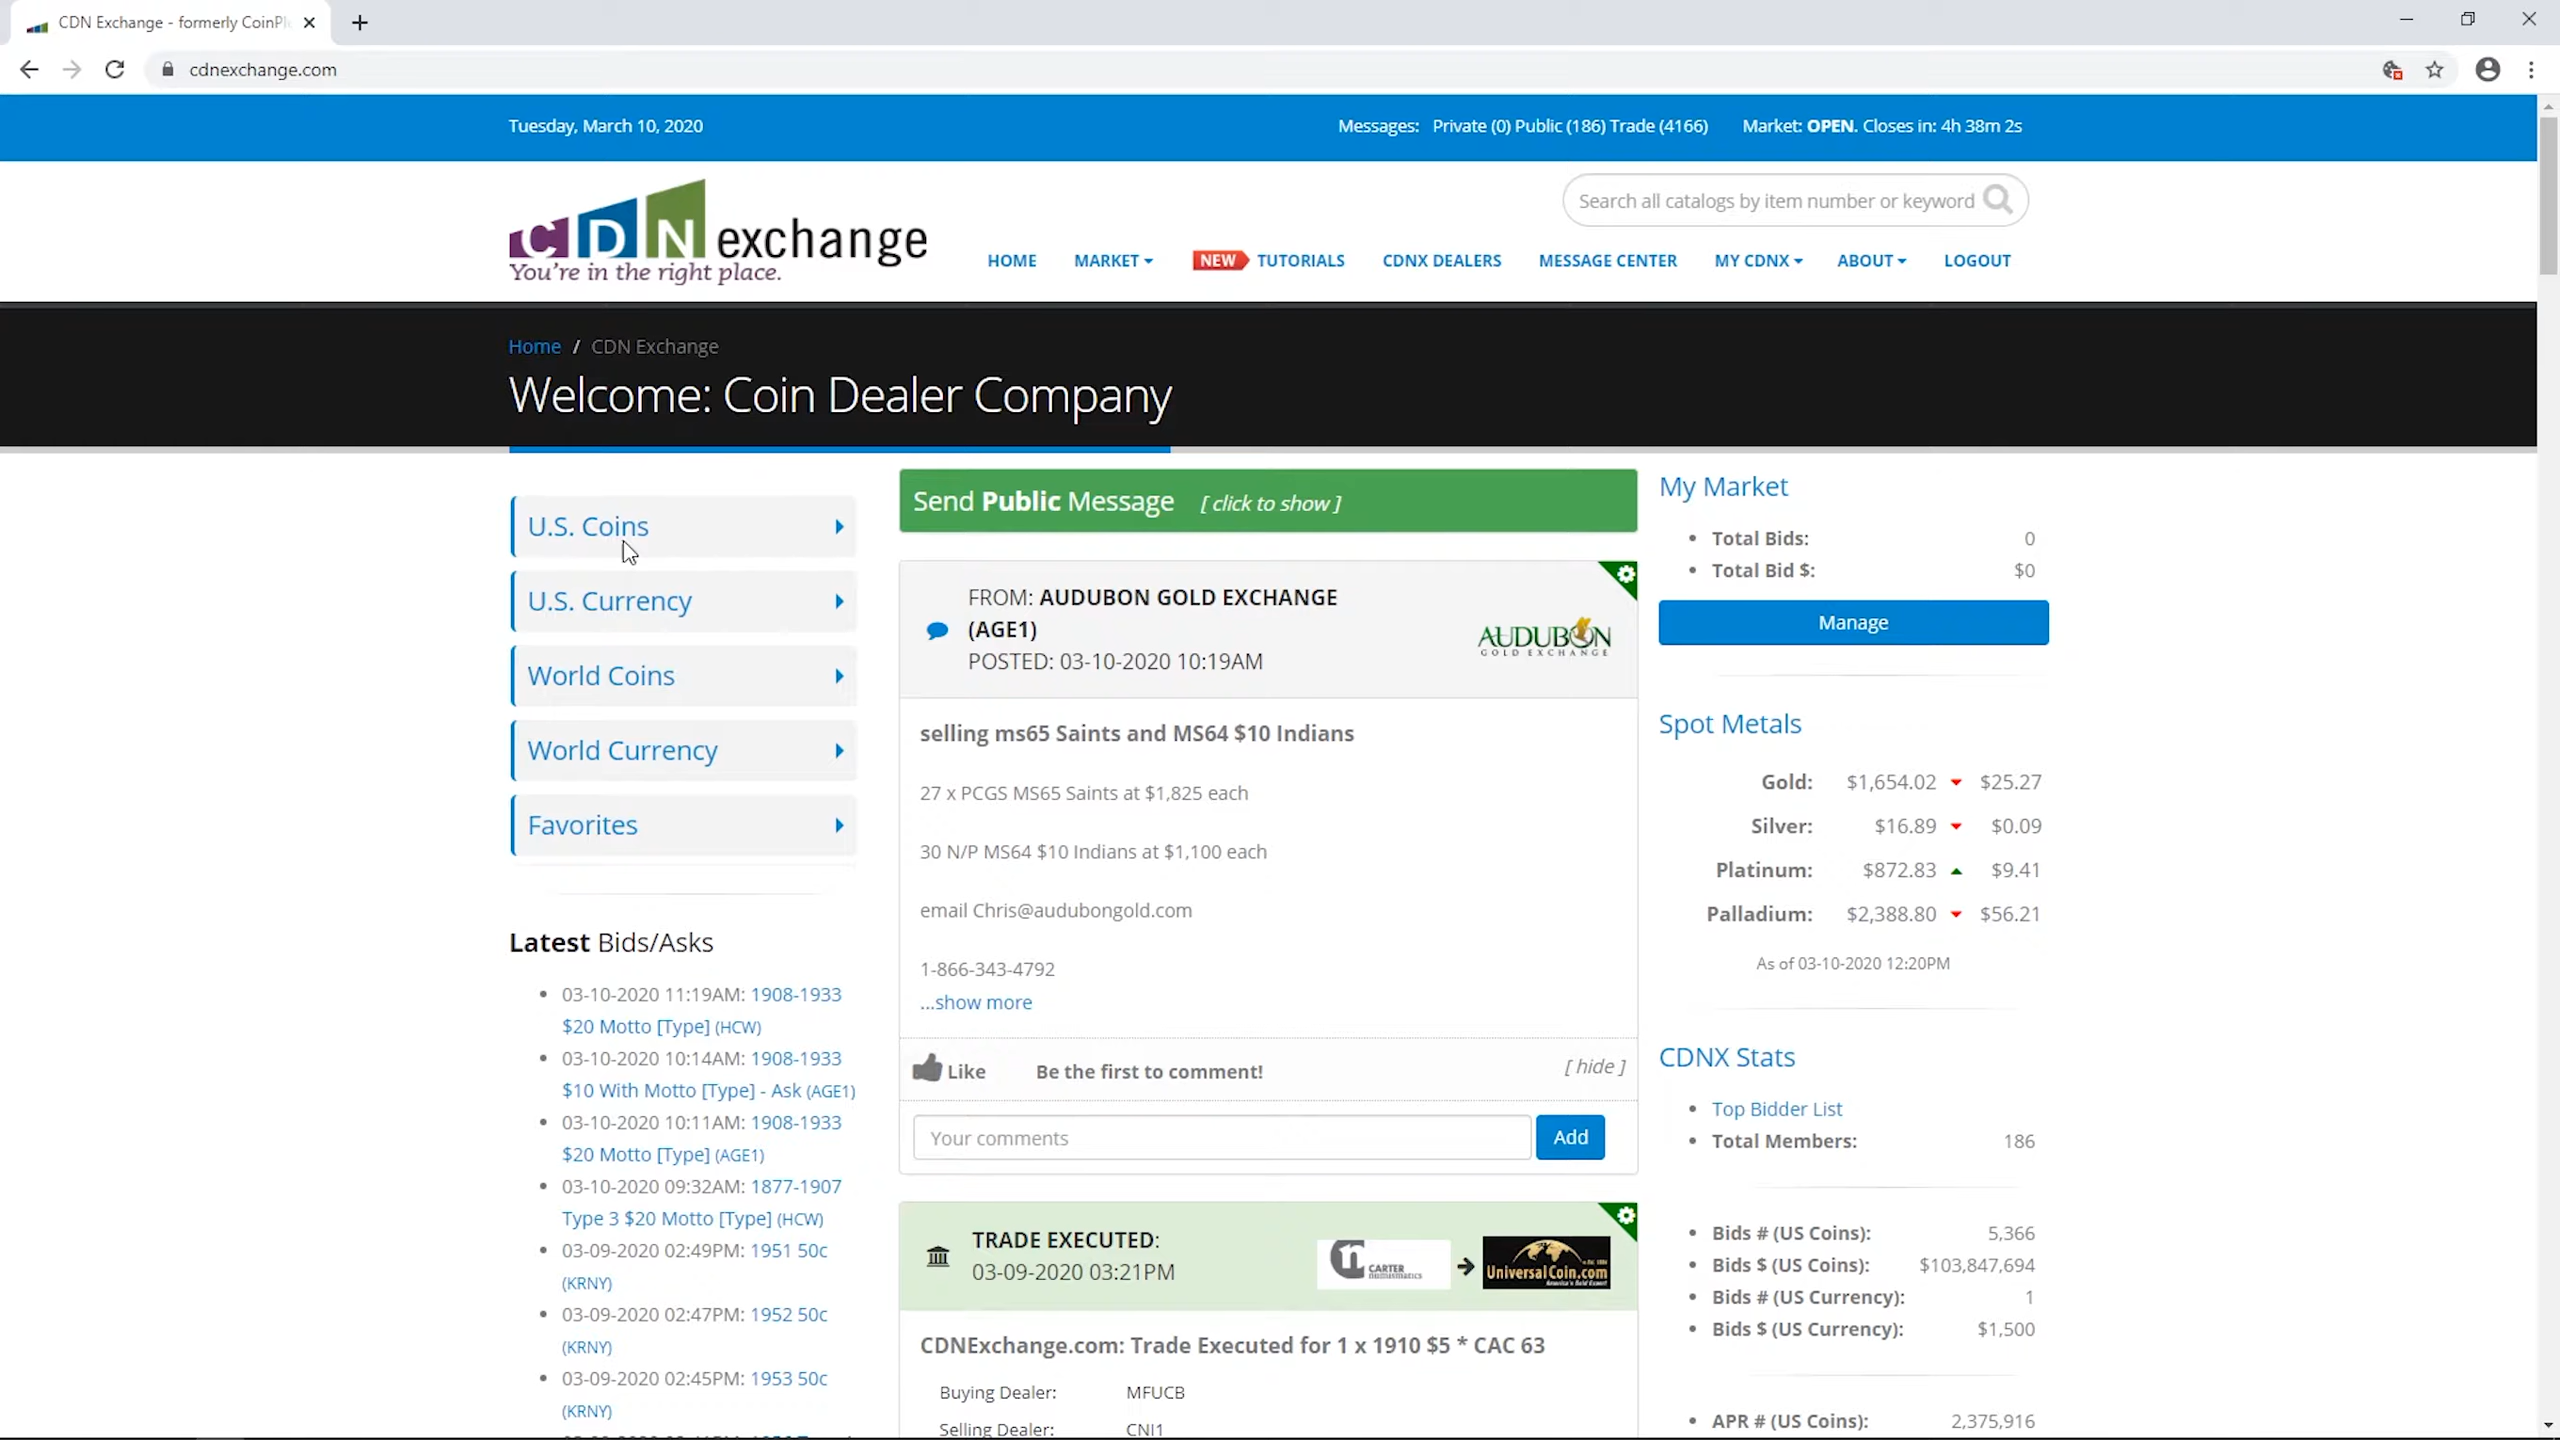 CDN Exchange - formerly CoinPl
cdnexchange.com
Tuesday, March 10, 2020
Messages: Private (0) Public (186) Trade (4166) Market: OPEN. Closes in: 4h 38m 2s
CDN exchange
You're in the right place.
Search all catalogs by item number or keyword
HOME MARKET NEW TUTORIALS CDNX DEALERS MESSAGE CENTER MY CDNX ABOUT LOGOUT
Home / CDN Exchange
Welcome: Coin Dealer Company
U.S. Coins
U.S. Currency
World Coins
World Currency
Favorites
Latest Bids/Asks
03-10-2020 11:19AM: 1908-1933
$20 Motto [Type] (HCW)
03-10-2020 10:14AM: 1908-1933
$10 With Motto [Type] - Ask (AGE1)
03-10-2020 10:11AM: 1908-1933
$20 Motto [Type] (AGE1)
03-10-2020 09:32AM: 1877-1907
Type 3 $20 Motto [Type] (HCW)
03-09-2020 02:49PM: 1951 50c
(KRNY)
03-09-2020 02:47PM: 1952 50c
(KRNY)
03-09-2020 02:45PM: 1953 50c
(KRNY)
Send Public Message [ click to show ]
FROM: AUDUBON GOLD EXCHANGE
(AGE1)
POSTED: 03-10-2020 10:19AM
AUDUBON
GOLD EXCHANGE
selling ms65 Saints and MS64 $10 Indians
27 x PCGS MS65 Saints at $1,825 each
30 N/P MS64 $10 Indians at $1,100 each
email Chris@audubongold.com
1-866-343-4792
...show more
Like Be the first to comment! [ hide ]
Your comments Add
TRADE EXECUTED:
03-09-2020 03:21PM
CARTER
numismatics
UniversalCoin.com
CDNExchange.com: Trade Executed for 1 x 1910 $5 * CAC 63
Buying Dealer: MFUCB
Selling Dealer: CNI1
My Market
Total Bids: 0
Total Bid $: $0
Manage
Spot Metals
Gold: $1,654.02 $25.27
Silver: $16.89 $0.09
Platinum: $872.83 $9.41
Palladium: $2,388.80 $56.21
As of 03-10-2020 12:20PM
CDNX Stats
Top Bidder List
Total Members: 186
Bids # (US Coins): 5,366
Bids $ (US Coins): $103,847,694
Bids # (US Currency): 1
Bids $ (US Currency): $1,500
APR # (US Coins): 2,375,916